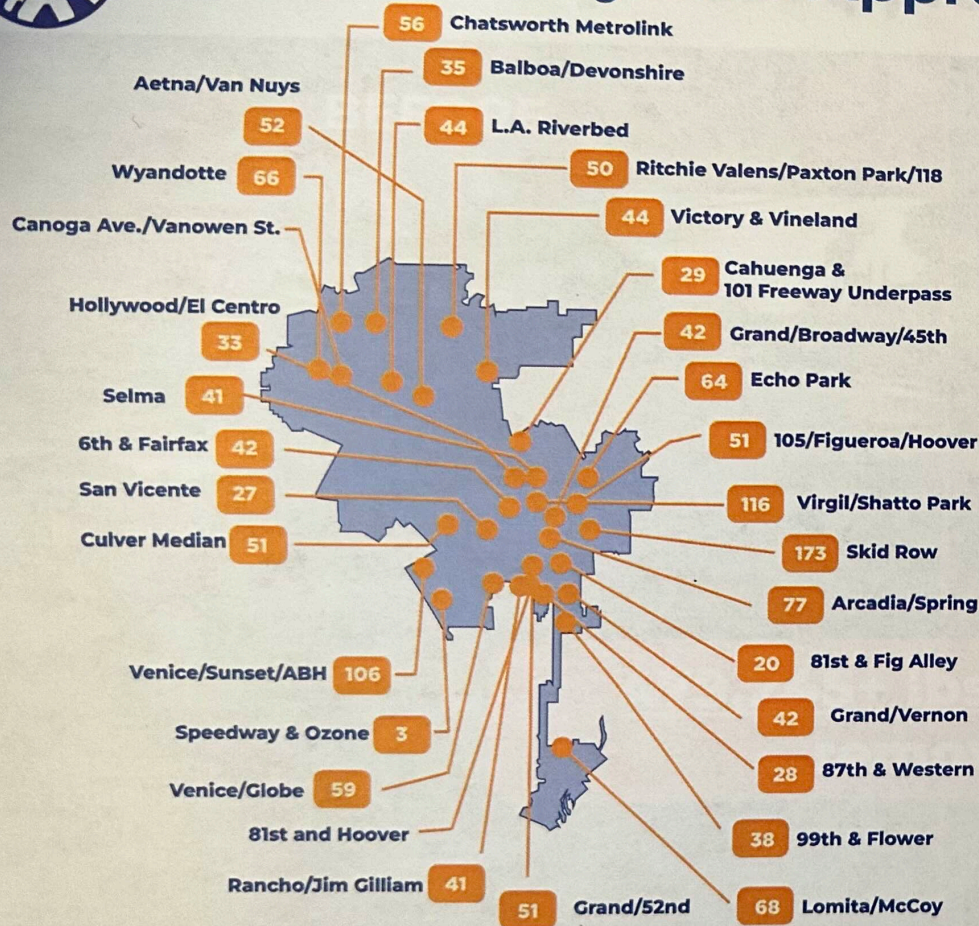 56 Chatsworth Metrolink
35 Balboa/Devonshire
Aetna/Van Nuys
52
44 L.A. Riverbed
Wyandotte 66
50 Ritchie Valens/Paxton Park/118
44 Victory & Vineland
Canoga Ave./Vanowen St.
29 Cahuenga &
101 Freeway Underpass
Hollywood/El Centro
33
42 Grand/Broadway/45th
64 Echo Park
Selma 41
51 105/Figueroa/Hoover
6th & Fairfax 42
San Vicente 27
116 Virgil/Shatto Park
Culver Median 51
173 Skid Row
77 Arcadia/Spring
20 81st & Fig Alley
Venice/Sunset/ABH 106
42 Grand/Vernon
Speedway & Ozone 3
28 87th & Western
Venice/Globe 59
81st and Hoover
38 99th & Flower
Rancho/Jim Gilliam 41
51 Grand/52nd
68 Lomita/McCoy